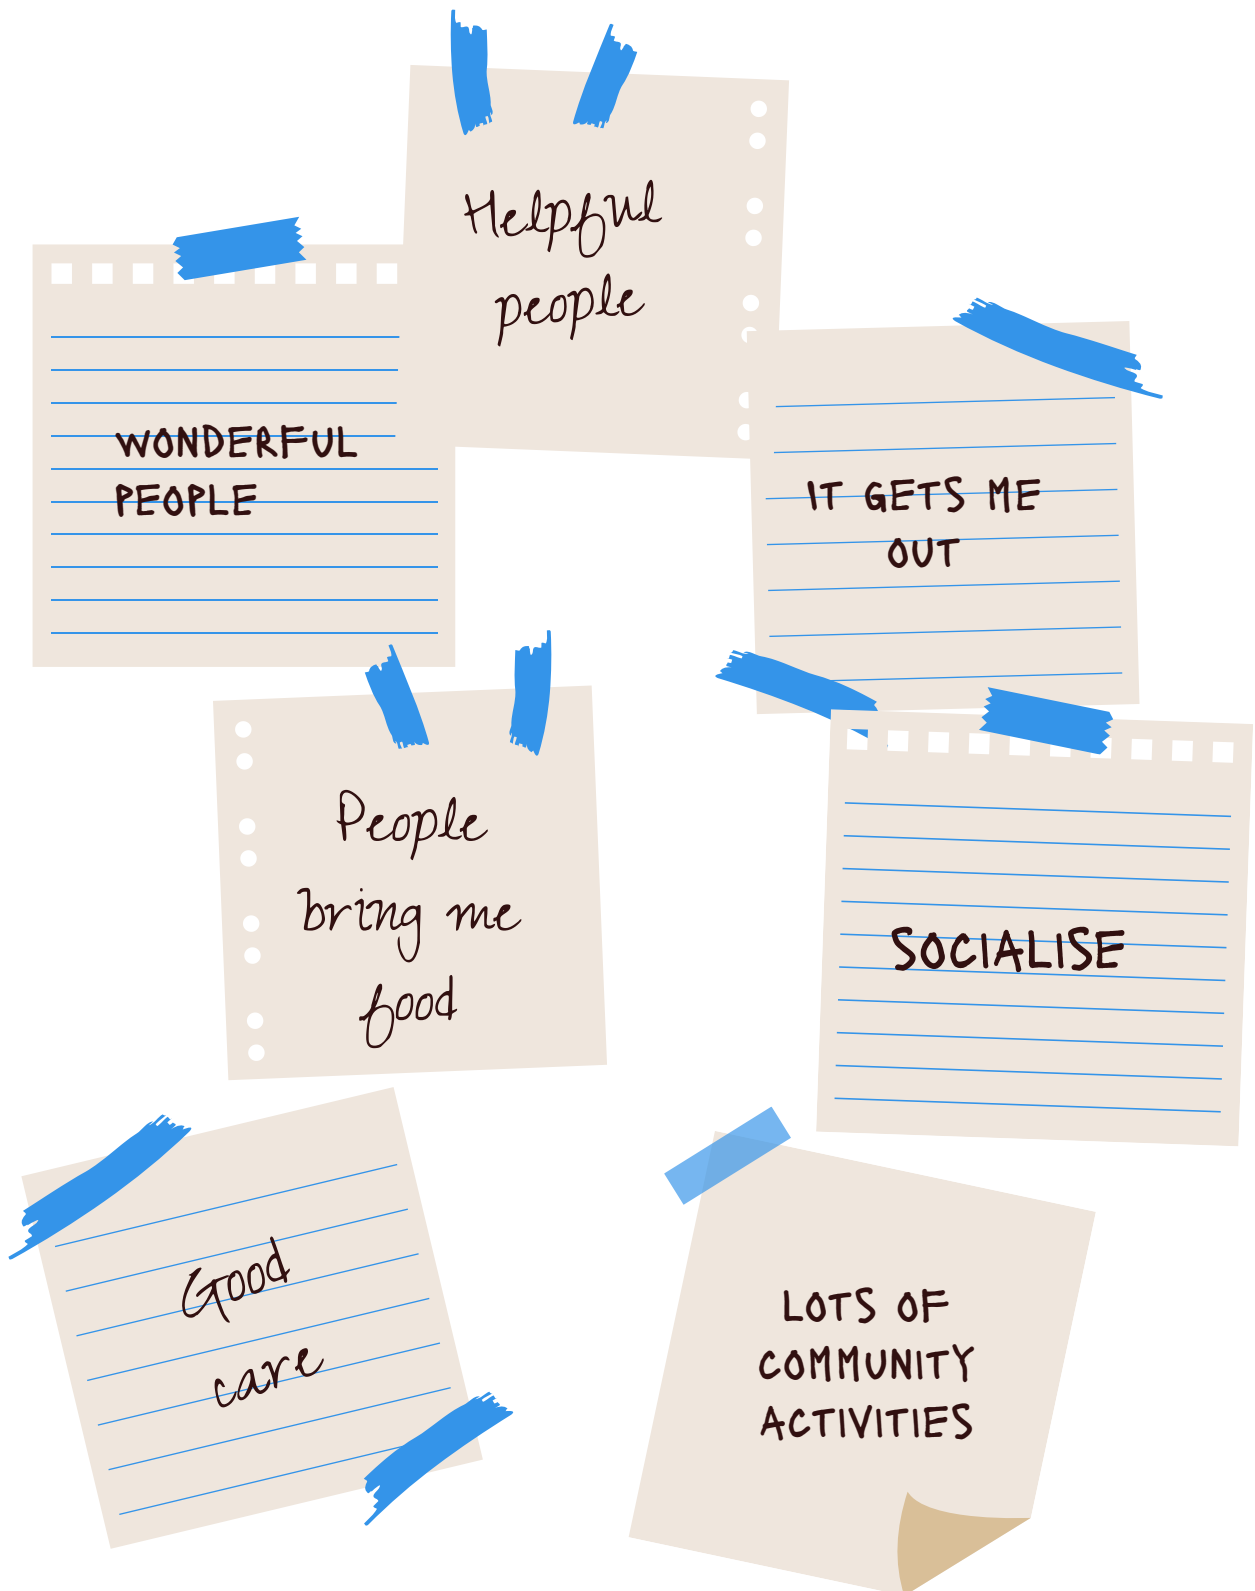 Helpful
people
WONDERFUL
PEOPLE
IT GETS ME
OUT
People
bring me
food
SOCIALISE
Good
care
LOTS OF
COMMUNITY
ACTIVITIES